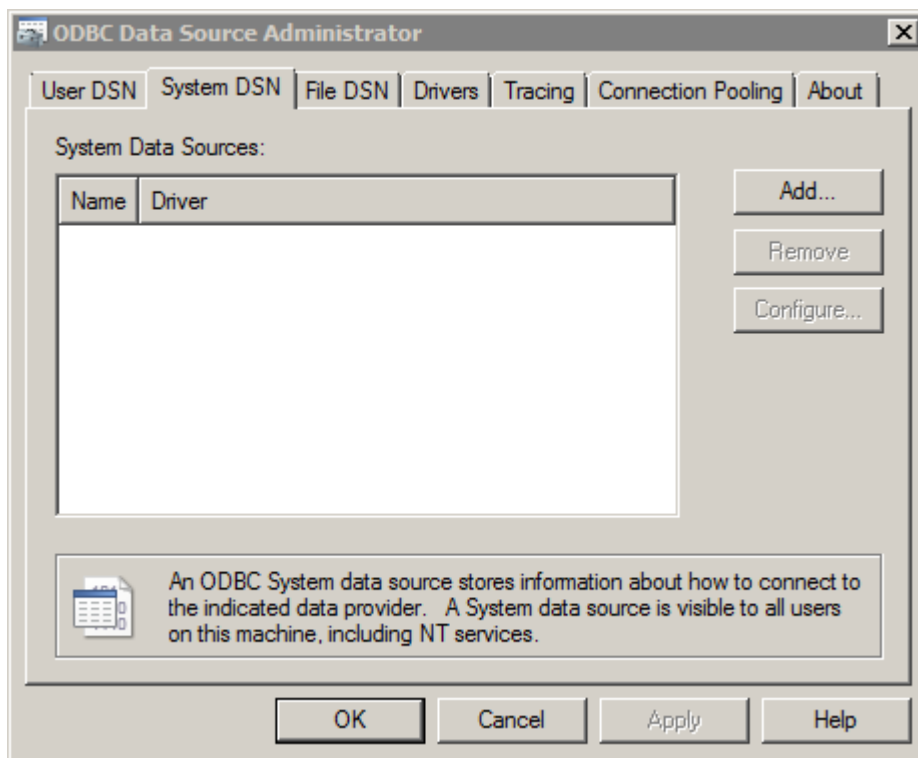 ODBC Data Source Administrator
User DSN System DSN File DSN Drivers Tracing Connection Pooling About
System Data Sources:
Name Driver
Add...
Remove
Configure...
An ODBC System data source stores information about how to connect to
the indicated data provider. A System data source is visible to all users
on this machine, including NT services.
OK Cancel Apply Help